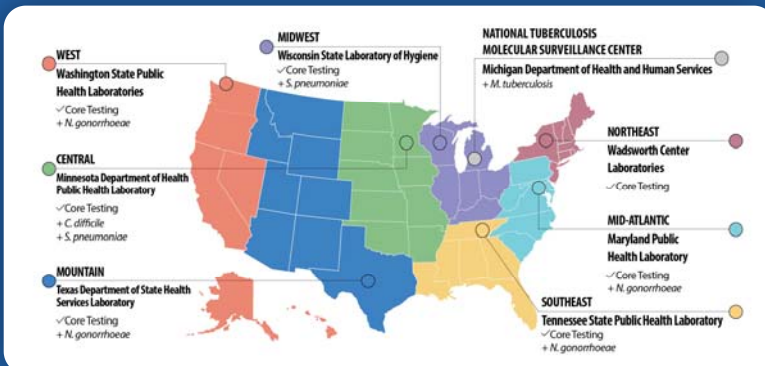 WEST
Washington State Public
Health Laboratories
✓Core Testing
+ N. gonorrhoeae
CENTRAL
Minnesota Department of Health
Public Health Laboratory
✓Core Testing
+ C. difficile
+ S. pneumoniae
MOUNTAIN
Texas Department of State Health
Services Laboratory
✓Core Testing
+ N. gonorrhoeae
MIDWEST
Wisconsin State Laboratory of Hygiene
✓Core Testing
+ S. pneumoniae
NATIONAL TUBERCULOSIS
MOLECULAR SURVEILLANCE CENTER
Michigan Department of Health and Human Services
+ M. tuberculosis
NORTHEAST
Wadsworth Center
Laboratories
✓Core Testing
MID-ATLANTIC
Maryland Public
Health Laboratory
✓Core Testing
+ N. gonorrhoeae
SOUTHEAST
Tennessee State Public Health Laboratory
✓Core Testing
+ N. gonorrhoeae